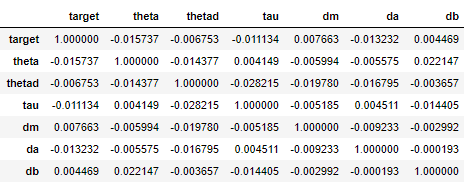 target theta thetad tau dm da db
target 1.000000 -0.015737 -0.006753 -0.011134 0.007663 -0.013232 0.004469
theta -0.015737 1.000000 -0.014377 0.004149 -0.005994 -0.005575 0.022147
thetad -0.006753 -0.014377 1.000000 -0.028215 -0.019780 -0.016795 -0.003657
tau -0.011134 0.004149 -0.028215 1.000000 -0.005185 0.004511 -0.014405
dm 0.007663 -0.005994 -0.019780 -0.005185 1.000000 -0.009233 -0.002992
da -0.013232 -0.005575 -0.016795 0.004511 -0.009233 1.000000 -0.000193
db 0.004469 0.022147 -0.003657 -0.014405 -0.002992 -0.000193 1.000000